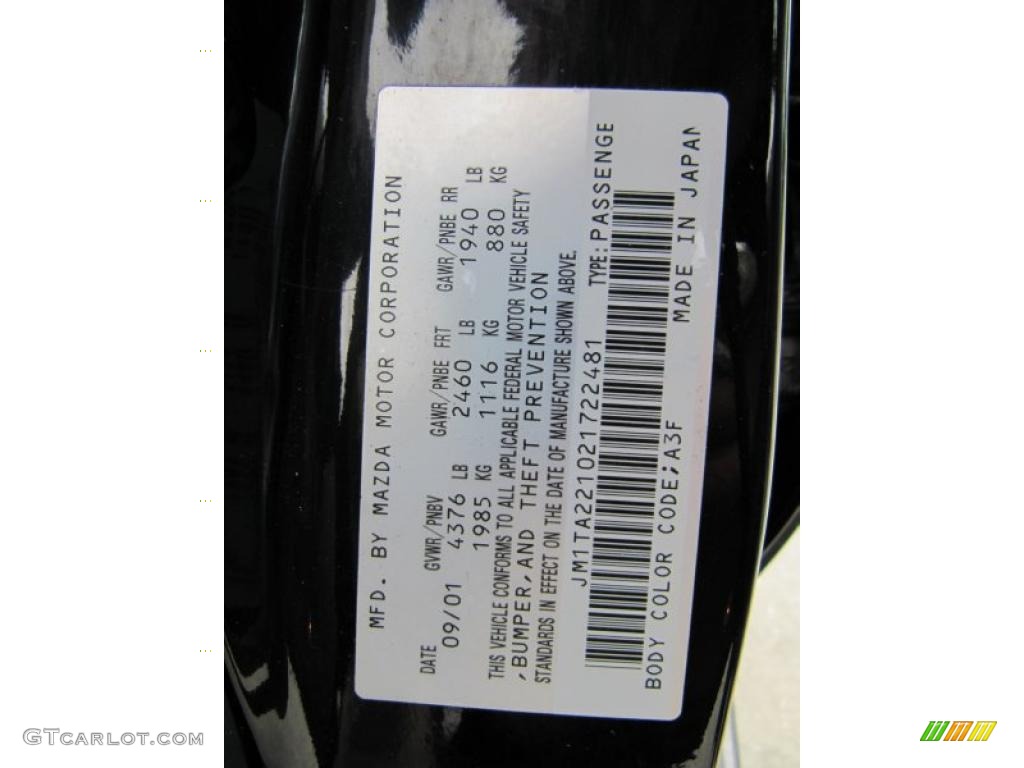 MFD. BY MAZDA MOTOR CORPORATION
DATE GVWR/PNBV GAWR/PNBE FRT GAWR/PNBE RR
09/01 4376 LB 2460 LB 1940 LB
1985 KG 1116 KG 880 KG
THIS VEHICLE CONFORMS TO ALL APPLICABLE FEDERAL MOTOR VEHICLE SAFETY
,BUMPER, AND THEFT PREVENTION
STANDARDS IN EFFECT ON THE DATE OF MANUFACTURE SHOWN ABOVE.
JM1TA221021722481 TYPE: PASSENGE
BODY COLOR CODE;A3F MADE IN JAPAN
GTCARLOT.COM